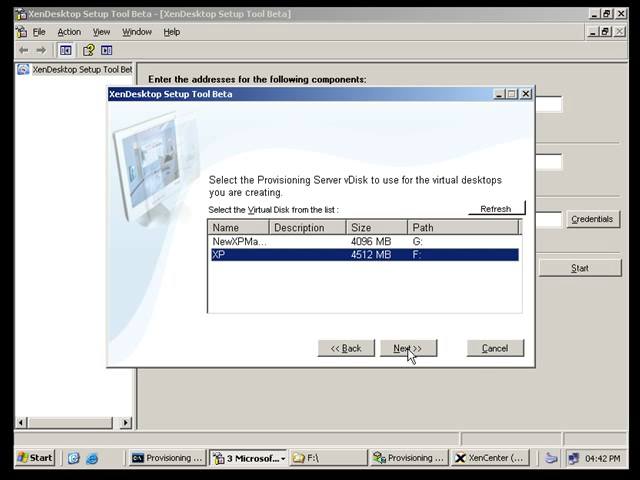 XenDesktop Setup Tool Beta - [XenDesktop Setup Tool Beta]
File Action View Window Help
XenDesktop Setup Tool Bet
Enter the addresses for the following components:
XenDesktop Setup Tool Beta
Select the Provisioning Server vDisk to use for the virtual desktops
you are creating.
Select the Virtual Disk from the list :
Refresh
Name Description Size Path
NewXPMa... 4096 MB G:
XP 4512 MB F:
Credentials
Start
<< Back Next >> Cancel
Start Provisioning ... 3 Microsof... F:\ Provisioning ... XenCenter (... 04:42 PM